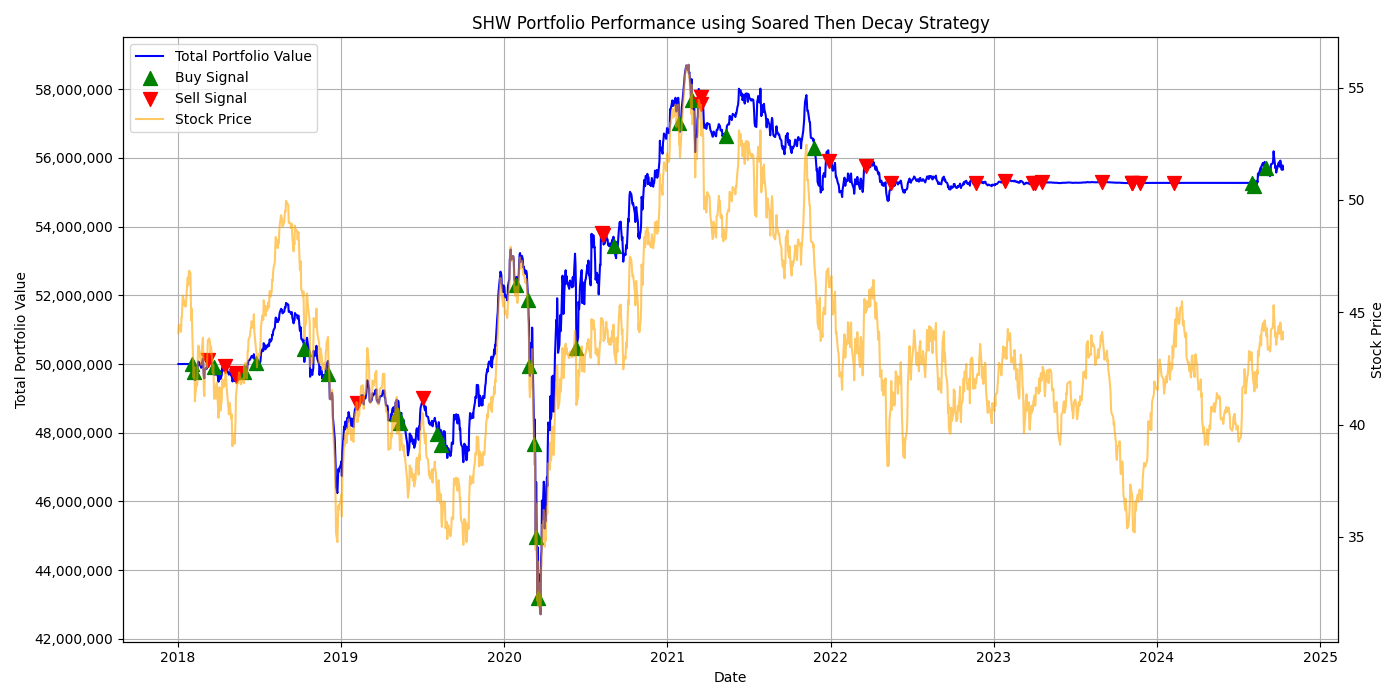 SHW Portfolio Performance using Soared Then Decay Strategy
Total Portfolio Value
Buy Signal
Sell Signal
Stock Price
58,000,000
56,000,000
54,000,000
52,000,000
50,000,000
48,000,000
46,000,000
44,000,000
42,000,000
Total Portfolio Value
55
50
45
40
35
Stock Price
2018 2019 2020 2021 2022 2023 2024 2025
Date